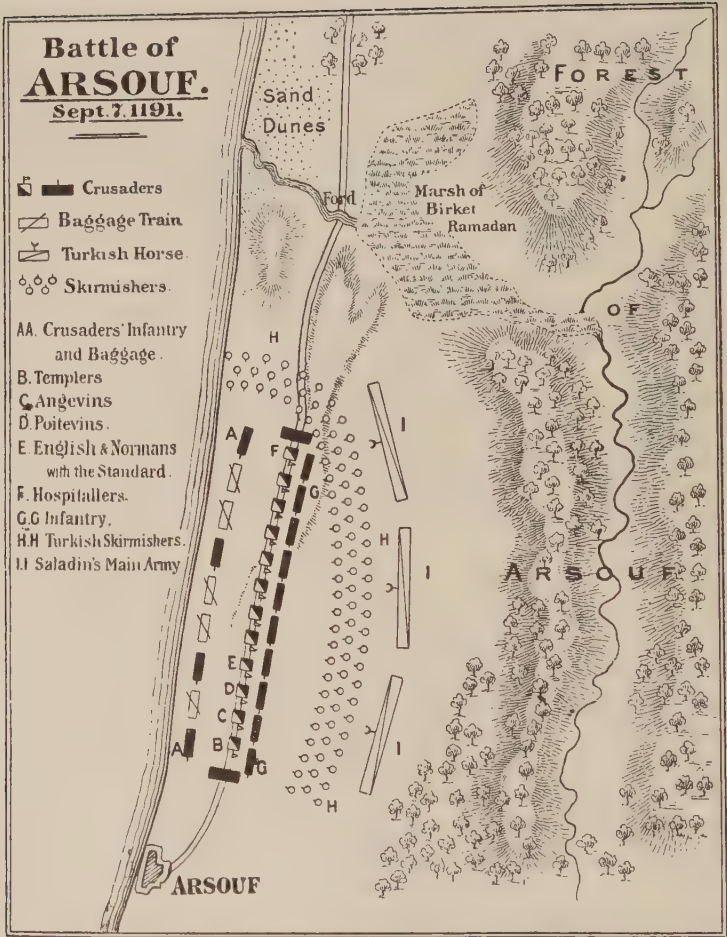 Battle of
ARSOUF.
Sept. 7. 1191.
Crusaders
Baggage Train
Turkish Horse.
Skirmishers.
AA. Crusaders' Infantry
and Baggage.
B. Templers
C. Angevins
D. Poitevins.
E. English & Normans
with the Standard.
F. Hospitallers.
G.G Infantry.
H.H Turkish Skirmishers.
I.I Saladin's Main Army
Sand
Dunes
Ford
Marsh of
Birket
Ramadan
FOREST
OF
ARSOUF
H
A
F
G
I
H
I
E
D
C
B
A
G
I
H
ARSOUF